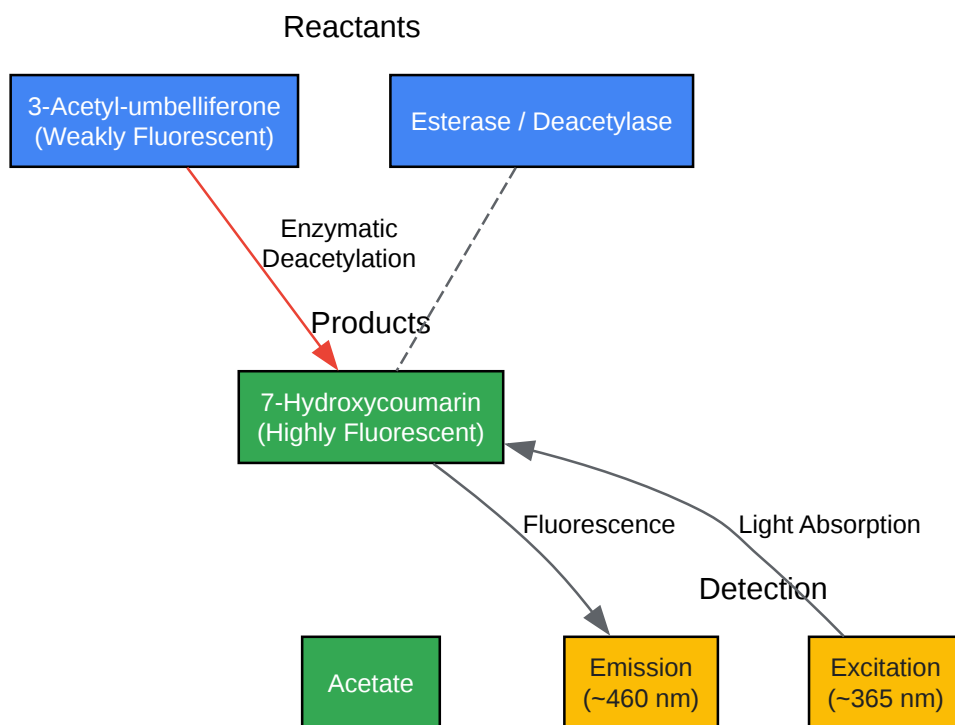 Reactants
3-Acetyl-umbelliferone
(Weakly Fluorescent)
Esterase / Deacetylase
Enzymatic
Deacetylation
Products
7-Hydroxycoumarin
(Highly Fluorescent)
Fluorescence
Light Absorption
Detection
Acetate
Emission
(~460 nm)
Excitation
(~365 nm)